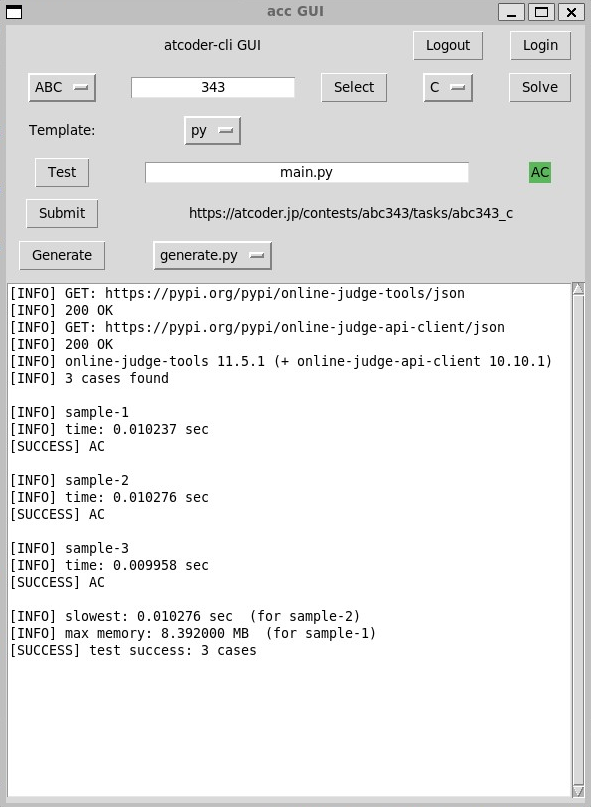 acc GUI
atcoder-cli GUI Logout Login
ABC 343 Select C Solve
Template: py
Test main.py AC
Submit https://atcoder.jp/contests/abc343/tasks/abc343_c
Generate generate.py
[INFO] GET: https://pypi.org/pypi/online-judge-tools/json
[INFO] 200 OK
[INFO] GET: https://pypi.org/pypi/online-judge-api-client/json
[INFO] 200 OK
[INFO] online-judge-tools 11.5.1 (+ online-judge-api-client 10.10.1)
[INFO] 3 cases found
[INFO] sample-1
[INFO] time: 0.010237 sec
[SUCCESS] AC
[INFO] sample-2
[INFO] time: 0.010276 sec
[SUCCESS] AC
[INFO] sample-3
[INFO] time: 0.009958 sec
[SUCCESS] AC
[INFO] slowest: 0.010276 sec  (for sample-2)
[INFO] max memory: 8.392000 MB  (for sample-1)
[SUCCESS] test success: 3 cases